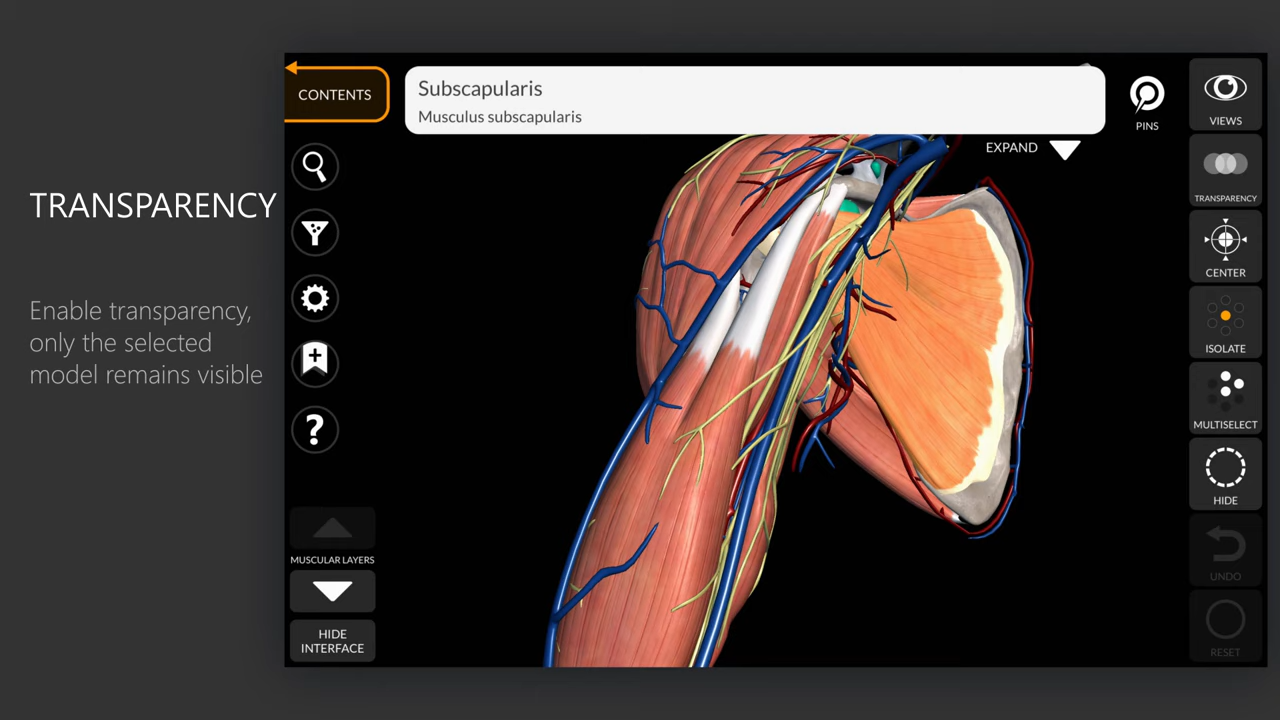 TRANSPARENCY
Enable transparency,
only the selected
model remains visible
CONTENTS
Subscapularis
Musculus subscapularis
EXPAND
PINS
VIEWS
TRANSPARENCY
CENTER
ISOLATE
MULTISELECT
HIDE
UNDO
RESET
?
MUSCULAR LAYERS
HIDE
INTERFACE